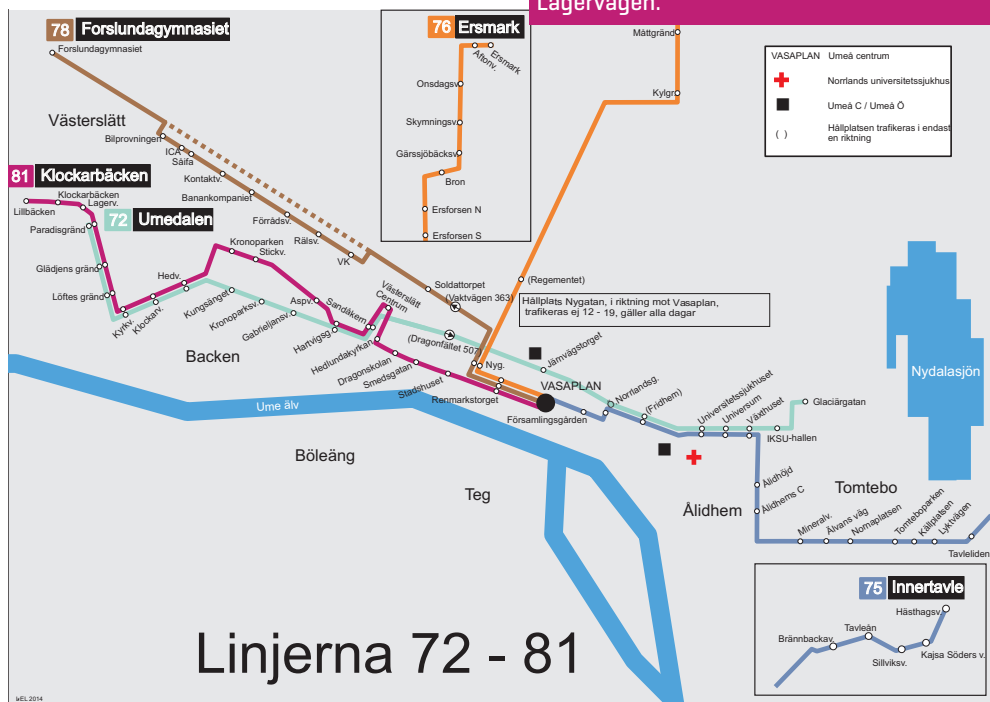 Lagervägen.
78 Forslundagymnasiet
Forslundagymnasiet
Västerslätt
Bilprovningen
ICA
Säifa
Kontaktv.
Banankompaniet
Förrådsv.
Rälsv.
VK
Soldattorpet
(Vaktvägen 363)
76 Ersmark
Ersmark
Aftonv.
Onsdagsv
Skymningsv.
Gärssjöbäcksv.
Bron
Ersforsen N
Ersforsen S
Måttgränd
Kylgr
(Regementet)
VASAPLAN Umeå centrum
Norrlands universitetssjukhus
Umeå C / Umeå Ö
( ) Hållplatsen trafikeras i endast
en riktning
81 Klockarbäcken
Klockarbäcken
Lagerv.
Lillbäcken
72 Umedalen
Paradisgränd
Glädjens gränd
Löftes gränd
Kyrkv.
Klockarv.
Hedv.
Kronoparken
Stickv.
Kungsänget
Kronoparksv.
Gabrieljansv.
Aspv.
Hartvigsg
Sandåkern
Västerslätt
Centrum
Hedlundakyrkan
Dragonskolan
Smedsgatan
Stadshuset
Renmarkstorget
(Dragonfältet 507)
Nyg.
Hållplats Nygatan, i riktning mot Vasaplan,
trafikeras ej 12 - 19, gäller alla dagar
Järnvägstorget
VASAPLAN
Församlingsgården
Norrlandsg.
(Fridhem)
Universitetssjukhuset
Universum
Växthuset
IKSU-hallen
Glaciärgatan
Nydalasjön
Backen
Ume älv
Böleäng
Teg
Ålidhem
Ålidhöjd
Ålidhems C
Tomtebo
Mineralv.
Älvans väg
Nornaplatsen
Tomteboparken
Källplatsen
Lyktvägen
Tavleliden
75 Innertavle
Hästhagsv.
Tavleån
Brännbackav.
Sillviksv.
Kajsa Söders v.
Linjerna 72 - 81